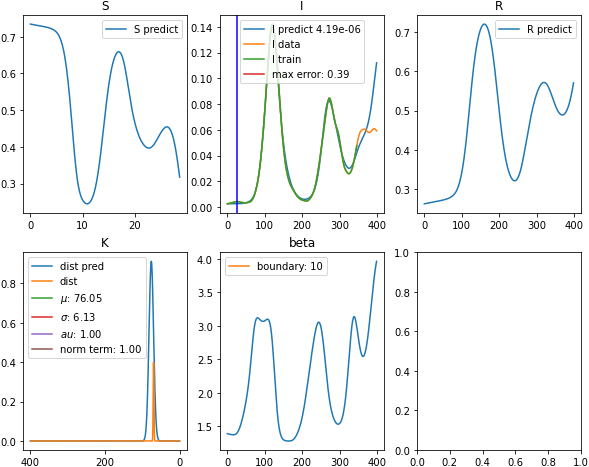 S
I
R
S predict
I predict 4.19e-06
I data
I train
max error: 0.39
R predict
0.7
0.6
0.5
0.4
0.3
0.14
0.12
0.10
0.08
0.06
0.04
0.02
0.00
0.7
0.6
0.5
0.4
0.3
0 10 20
0 100 200 300 400
0 100 200 300 400
K
beta
dist pred
dist
μ: 76.05
σ: 6.13
au: 1.00
norm term: 1.00
boundary: 10
0.8
0.6
0.4
0.2
0.0
4.0
3.5
3.0
2.5
2.0
1.5
1.0
0.8
0.6
0.4
0.2
0.0
400 200 0
0 100 200 300 400
0.0 0.2 0.4 0.6 0.8 1.0